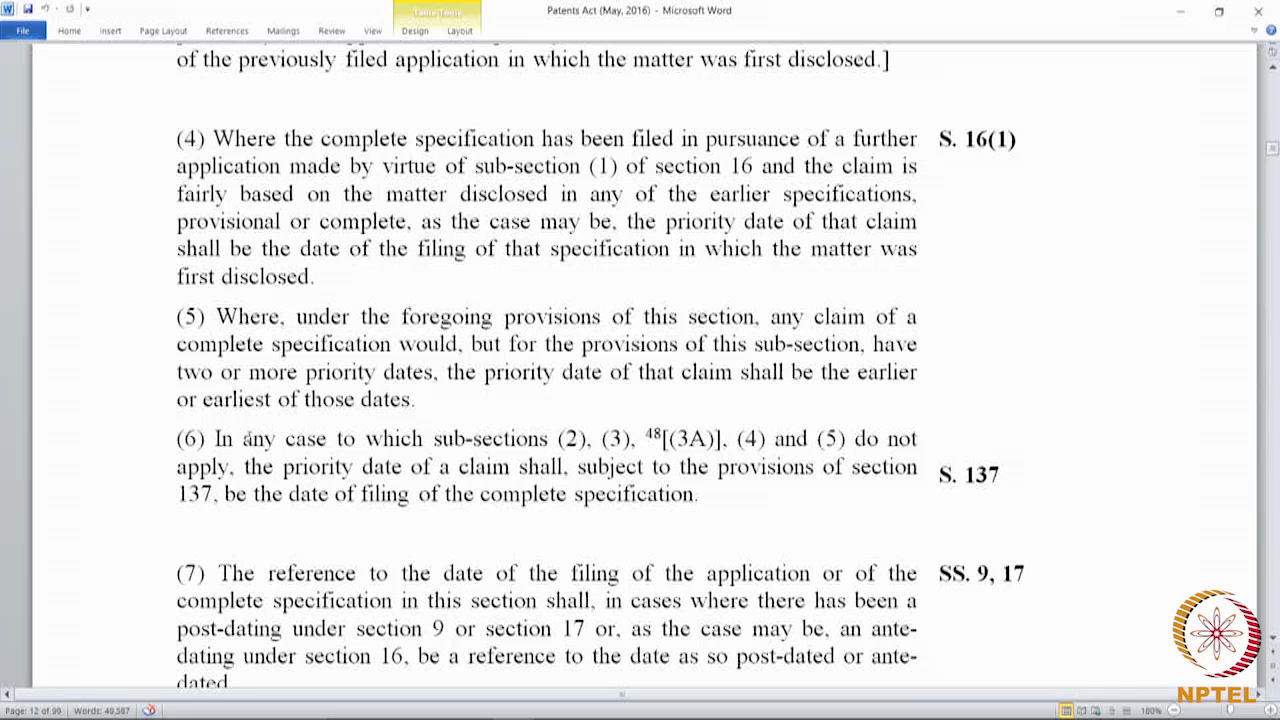 Table Tools
Patents Act (May, 2016) - Microsoft Word
File Home Insert Page Layout References Mailings Review View Design Layout
of the previously filed application in which the matter was first disclosed.]
(4) Where the complete specification has been filed in pursuance of a further S. 16(1)
application made by virtue of sub-section (1) of section 16 and the claim is
fairly based on the matter disclosed in any of the earlier specifications,
provisional or complete, as the case may be, the priority date of that claim
shall be the date of the filing of that specification in which the matter was
first disclosed.
(5) Where, under the foregoing provisions of this section, any claim of a
complete specification would, but for the provisions of this sub-section, have
two or more priority dates, the priority date of that claim shall be the earlier
or earliest of those dates.
(6) In any case to which sub-sections (2), (3), 48[(3A)], (4) and (5) do not
apply, the priority date of a claim shall, subject to the provisions of section S. 137
137, be the date of filing of the complete specification.
(7) The reference to the date of the filing of the application or of the SS. 9, 17
complete specification in this section shall, in cases where there has been a
post-dating under section 9 or section 17 or, as the case may be, an ante-
dating under section 16, be a reference to the date as so post-dated or ante-
dated
NPTEL
Page: 12 of 99 Words: 49,587 180%